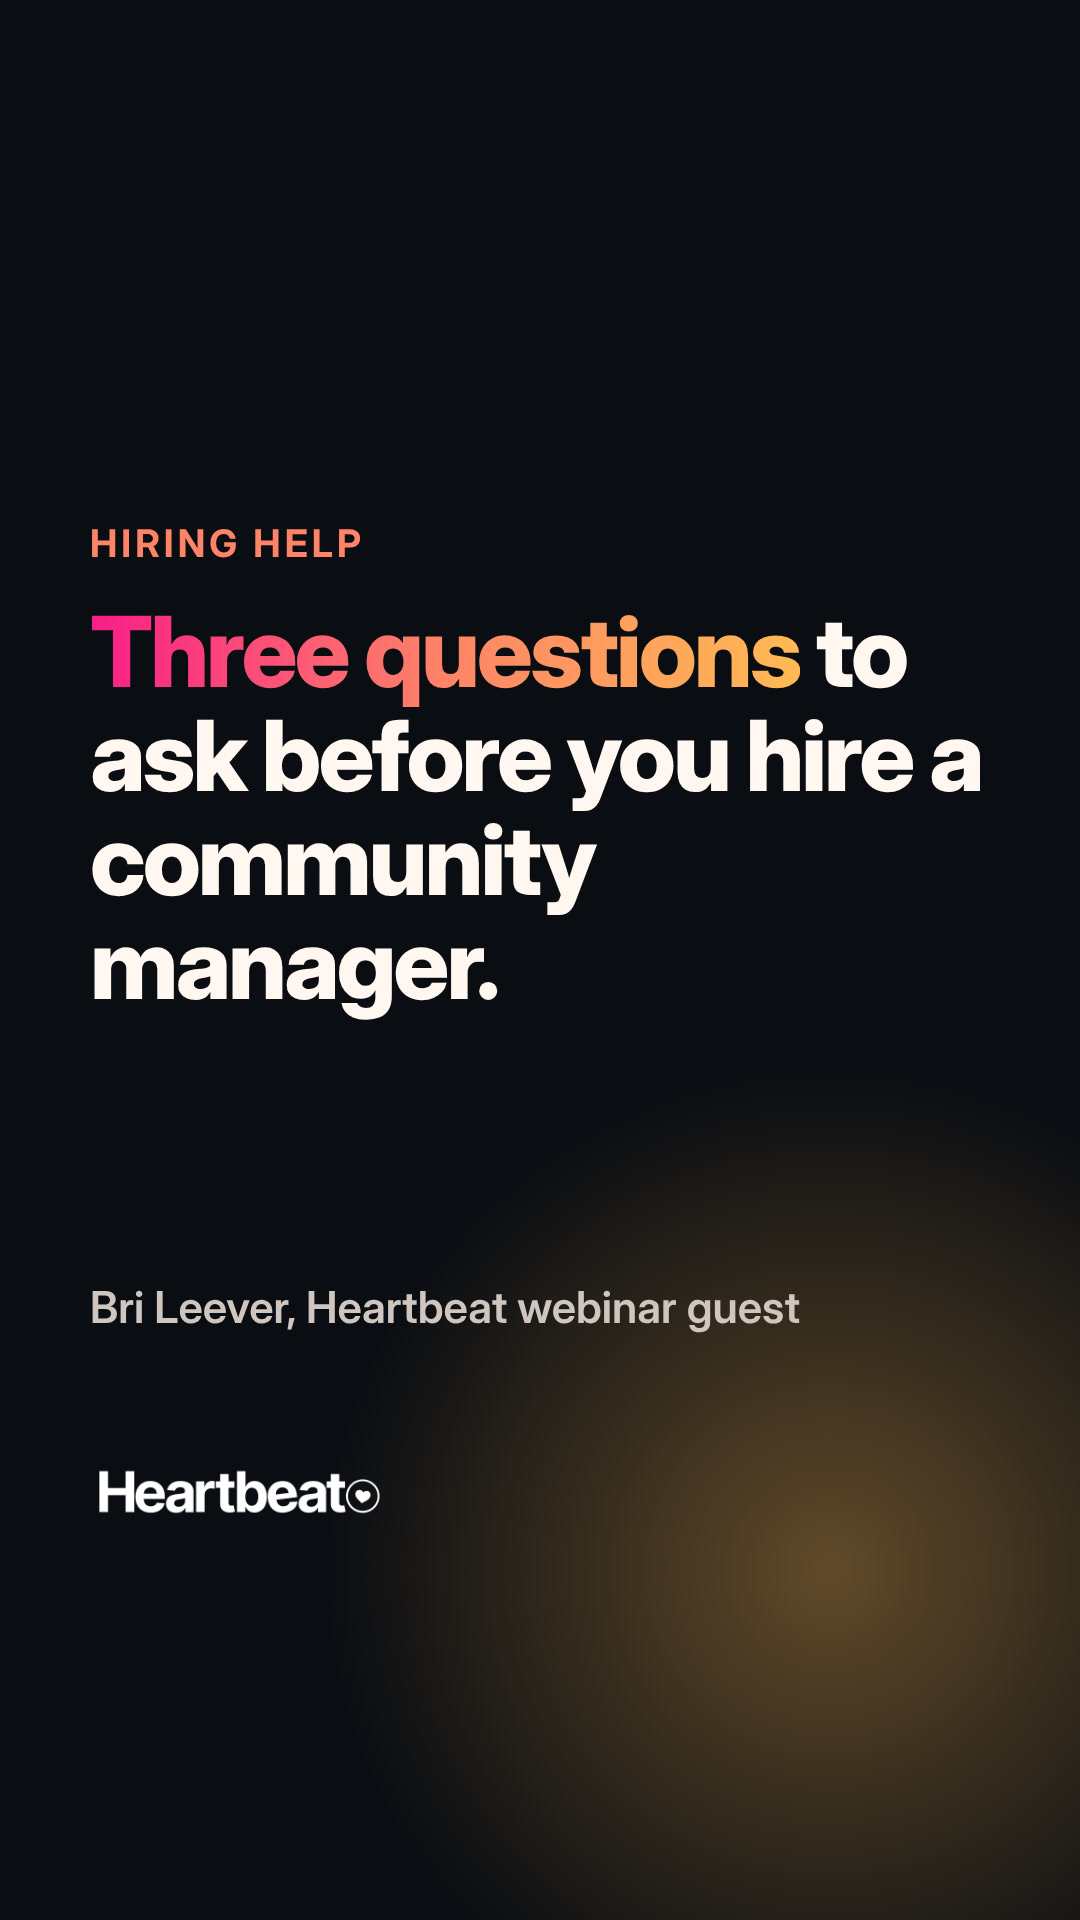 HIRING HELP
Three questions to
ask before you hire a
community
manager.
Bri Leever, Heartbeat webinar guest
Heartbeat